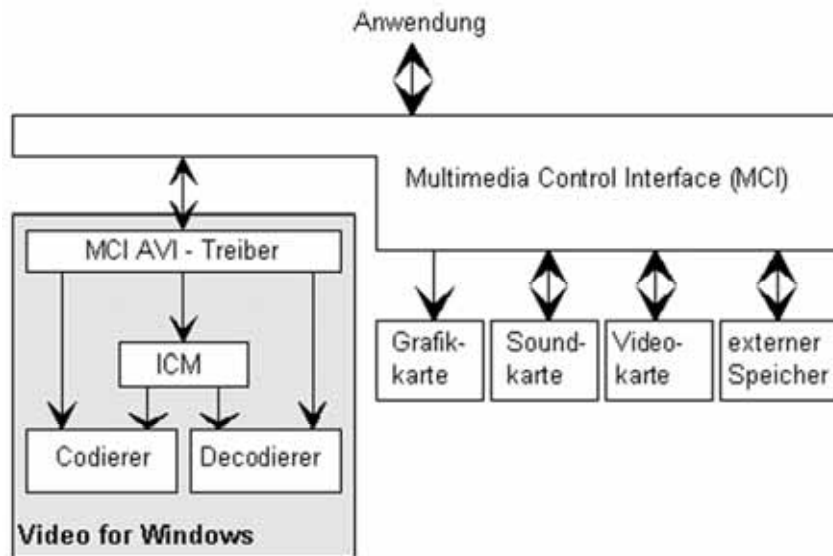 Anwendung
Multimedia Control Interface (MCI)
MCI AVI - Treiber
ICM
Codierer
Decodierer
Video for Windows
Grafik-
karte
Sound-
karte
Video-
karte
externer
Speicher